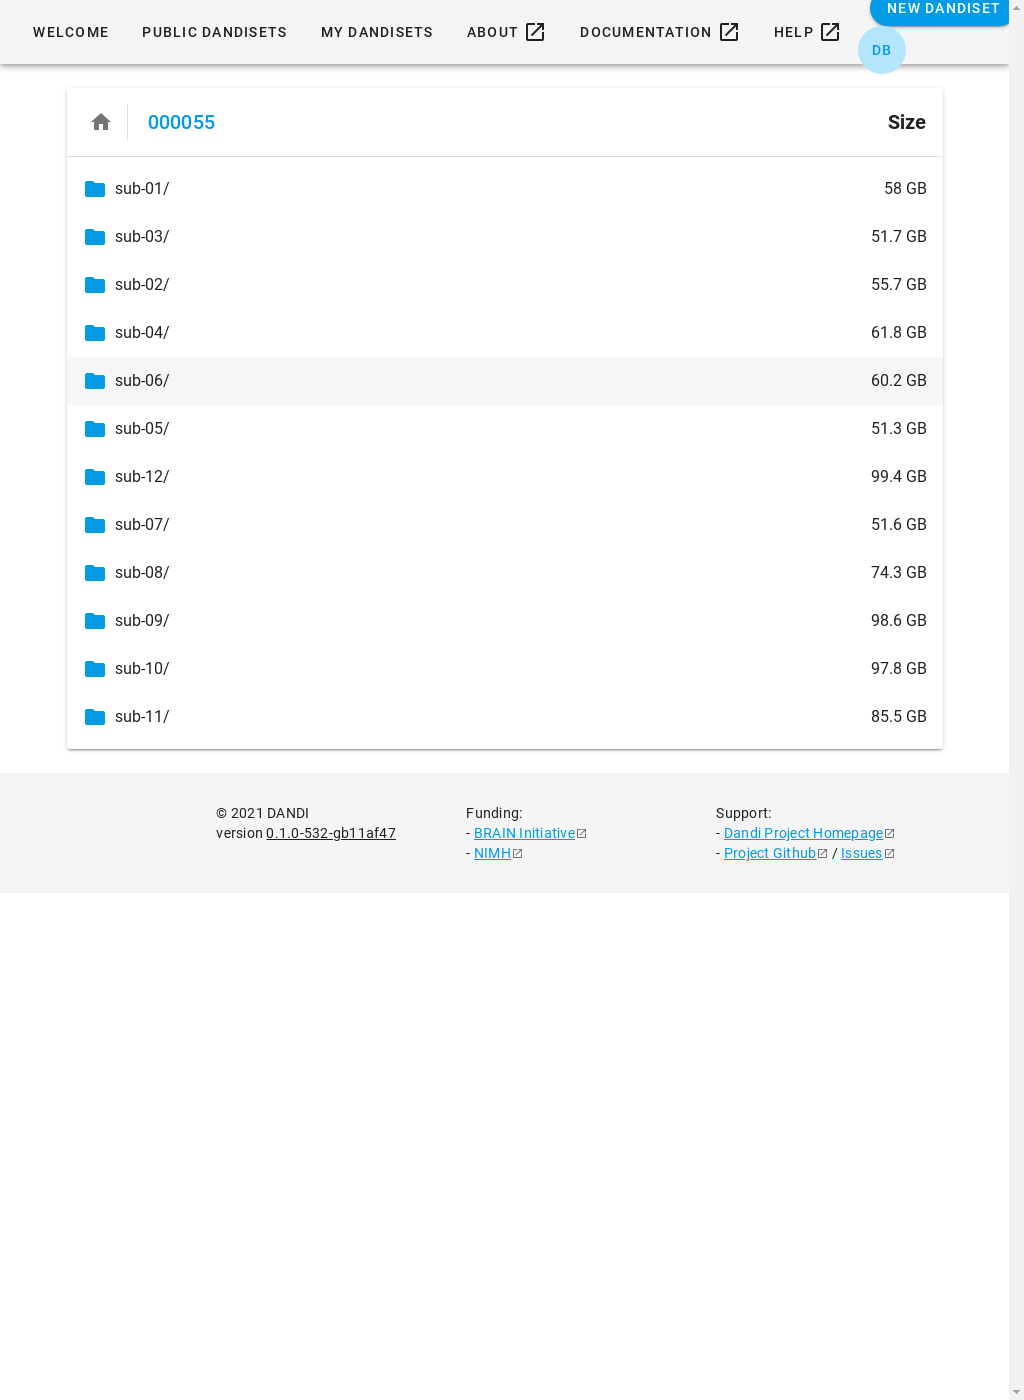 WELCOME PUBLIC DANDISETS MY DANDISETS ABOUT DOCUMENTATION HELP NEW DANDISET
DB
000055 Size
sub-01/ 58 GB
sub-03/ 51.7 GB
sub-02/ 55.7 GB
sub-04/ 61.8 GB
sub-06/ 60.2 GB
sub-05/ 51.3 GB
sub-12/ 99.4 GB
sub-07/ 51.6 GB
sub-08/ 74.3 GB
sub-09/ 98.6 GB
sub-10/ 97.8 GB
sub-11/ 85.5 GB
© 2021 DANDI
version 0.1.0-532-gb11af47
Funding:
- BRAIN Initiative
- NIMH
Support:
- Dandi Project Homepage
- Project Github / Issues